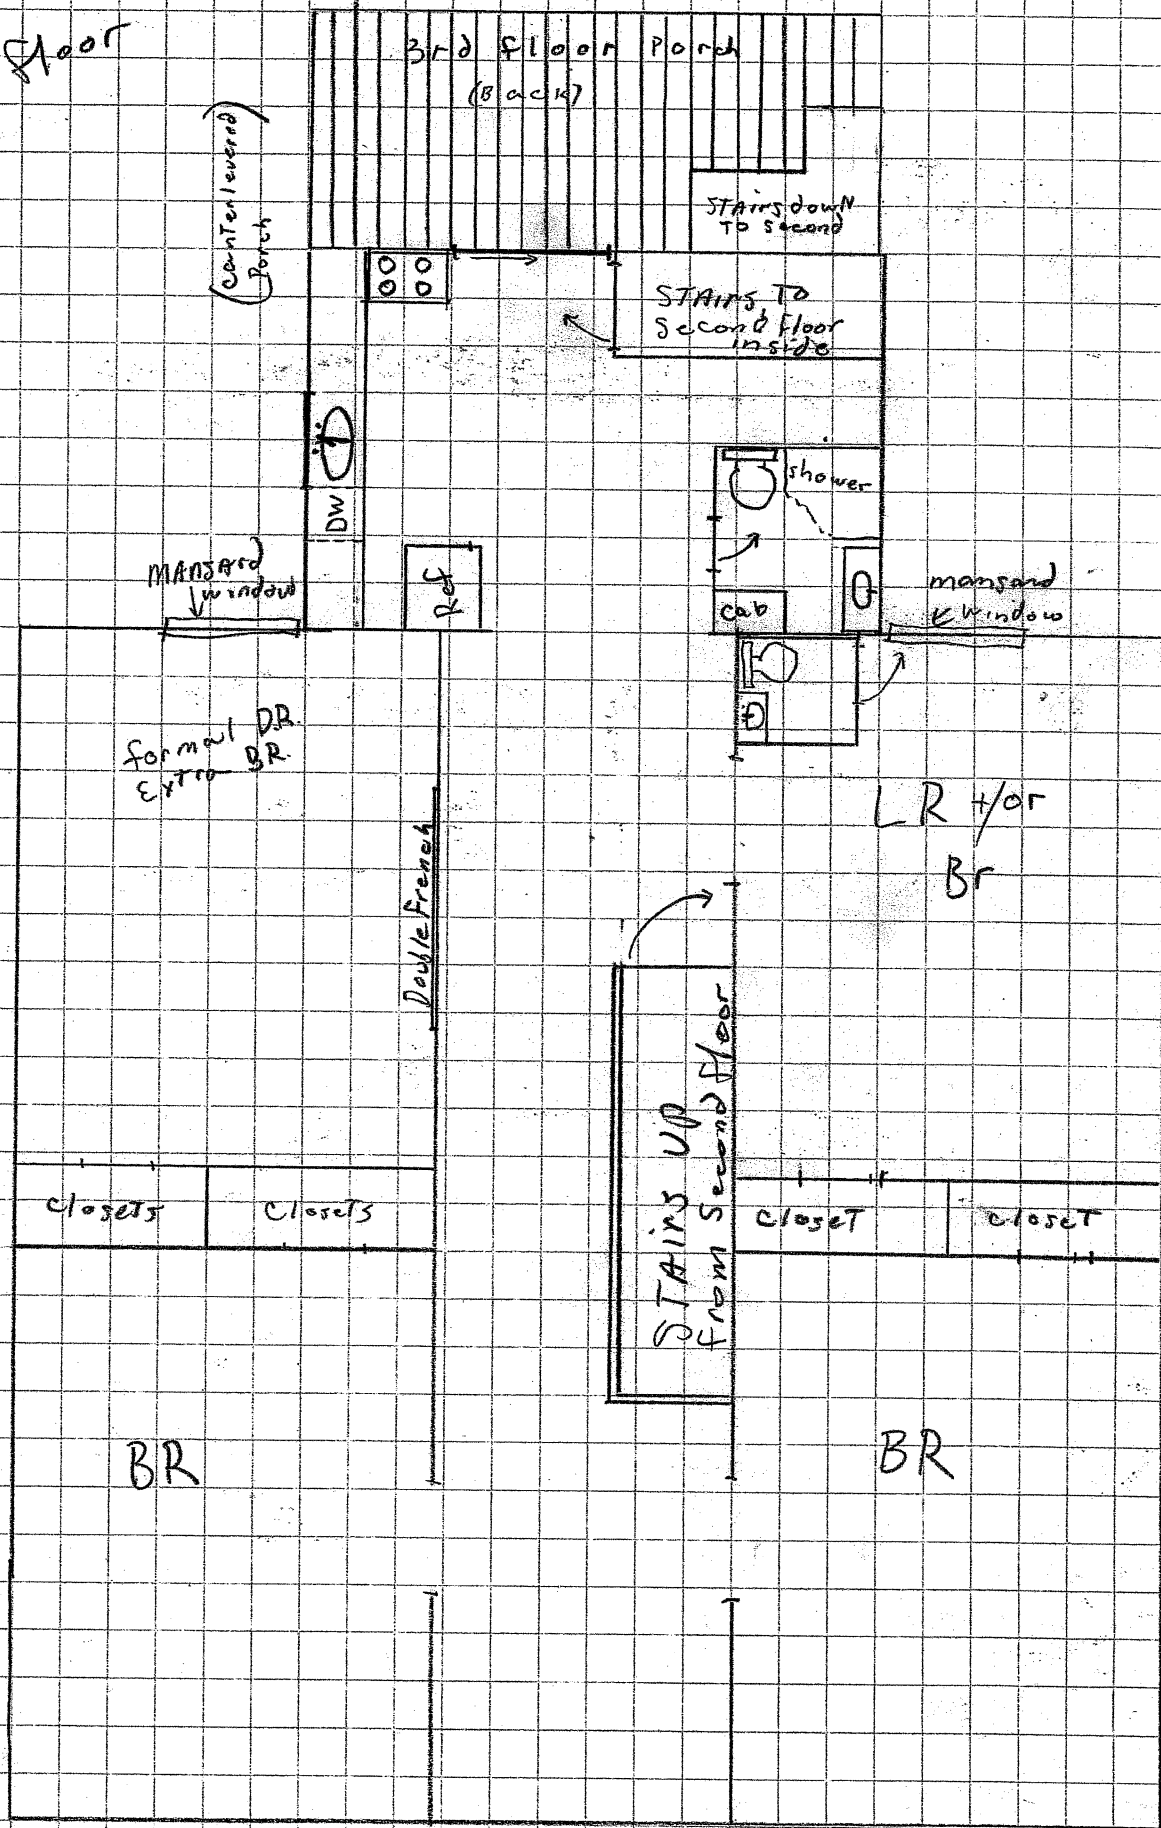 floor
3rd floor Porch
(Back)
(cantenlevered
Porch)
STAirs down
To second
STAirs To
Second floor
inside
shower
DW
MANSArd
window
Ref
cab
mansard
window
formal DR
Extra BR.
LR +/or
Br
Double French
STAirs UP
from Second floor
closets
closets
closeT
closeT
BR
BR